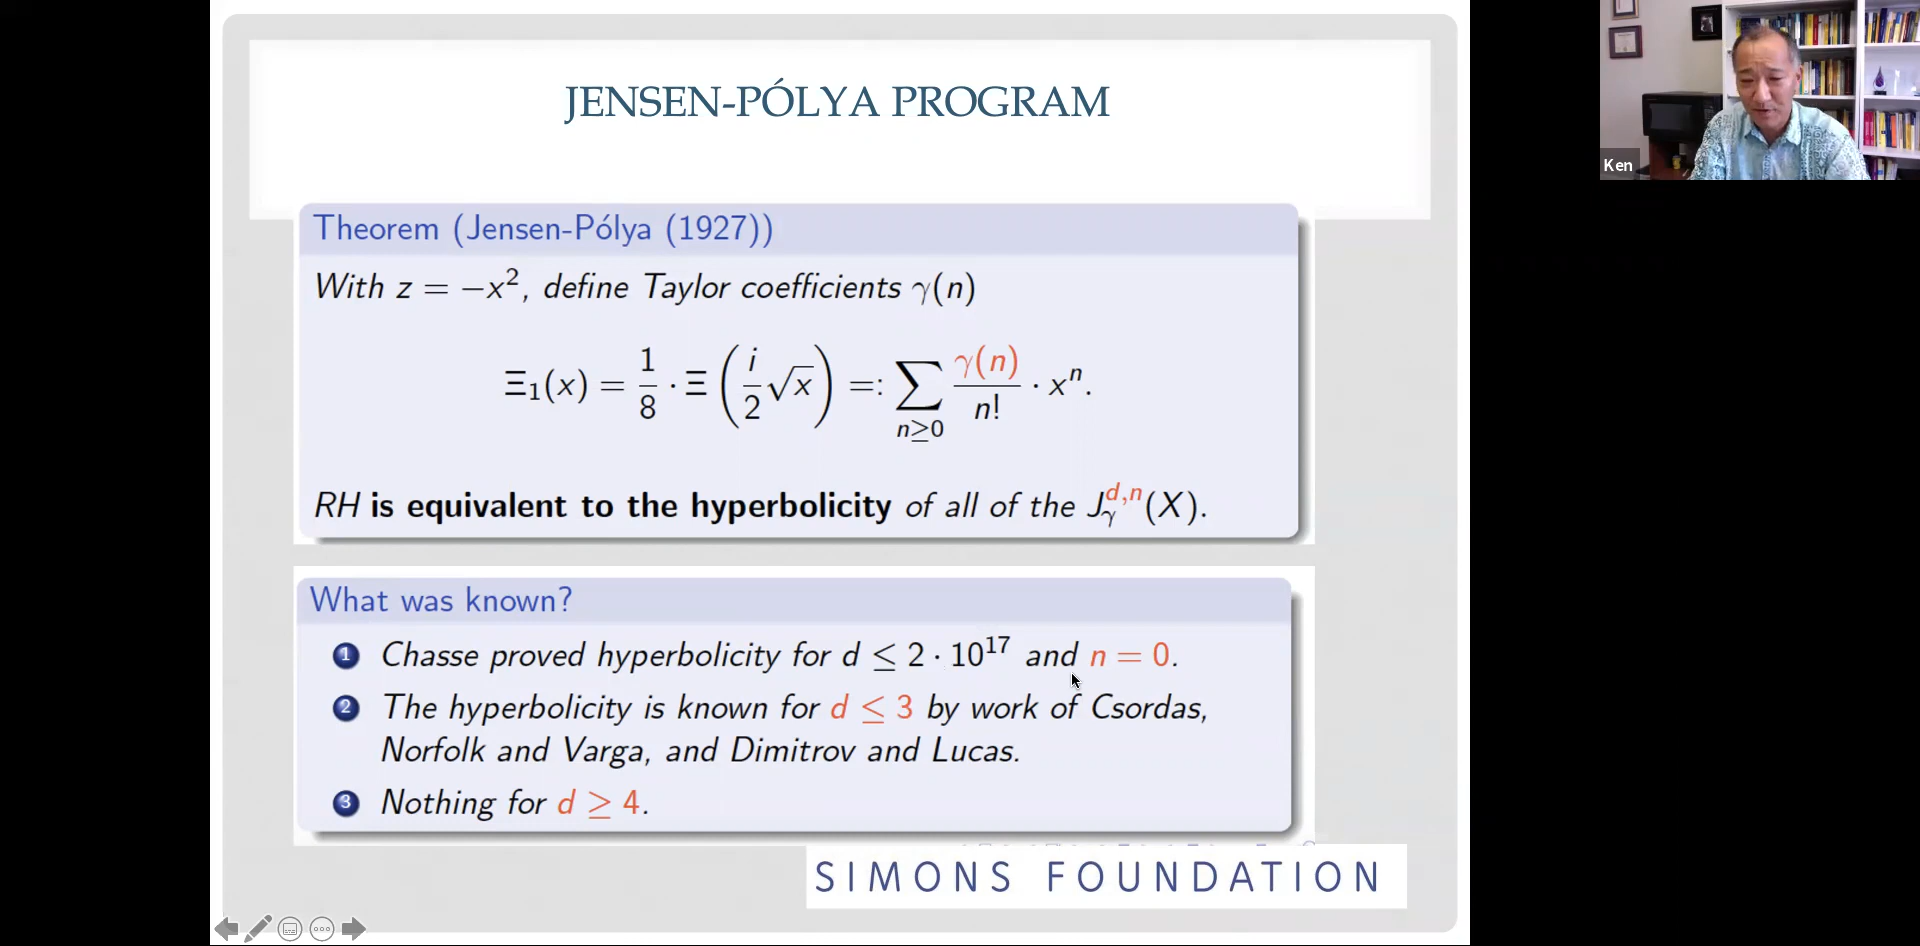 JENSEN-PÓLYA PROGRAM
Ken
Theorem (Jensen-Pólya (1927))
With z = −x², define Taylor coefficients γ(n)
Ξ₁(x) = 1/8 · Ξ (i/2 √x) =: ∑_{n≥0} γ(n)/n! · xⁿ.
RH is equivalent to the hyperbolicity of all of the J_γ^{d,n}(X).
What was known?
1 Chasse proved hyperbolicity for d ≤ 2 · 10¹⁷ and n = 0.
2 The hyperbolicity is known for d ≤ 3 by work of Csordas,
Norfolk and Varga, and Dimitrov and Lucas.
3 Nothing for d ≥ 4.
SIMONS FOUNDATION